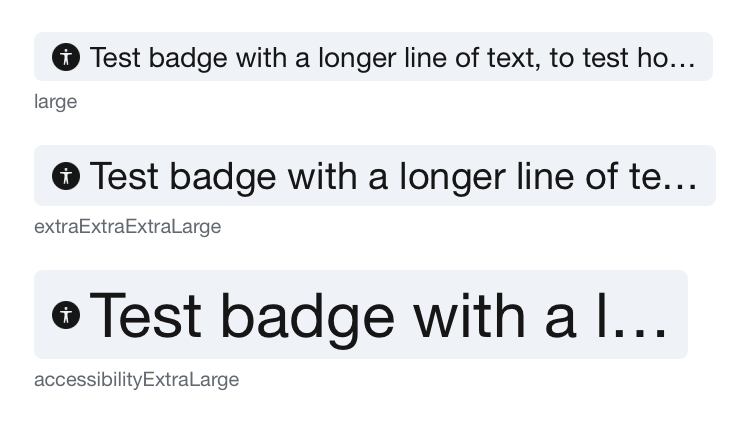 Test badge with a longer line of text, to test ho…
large
Test badge with a longer line of te…
extraExtraExtraLarge
Test badge with a l…
accessibilityExtraLarge